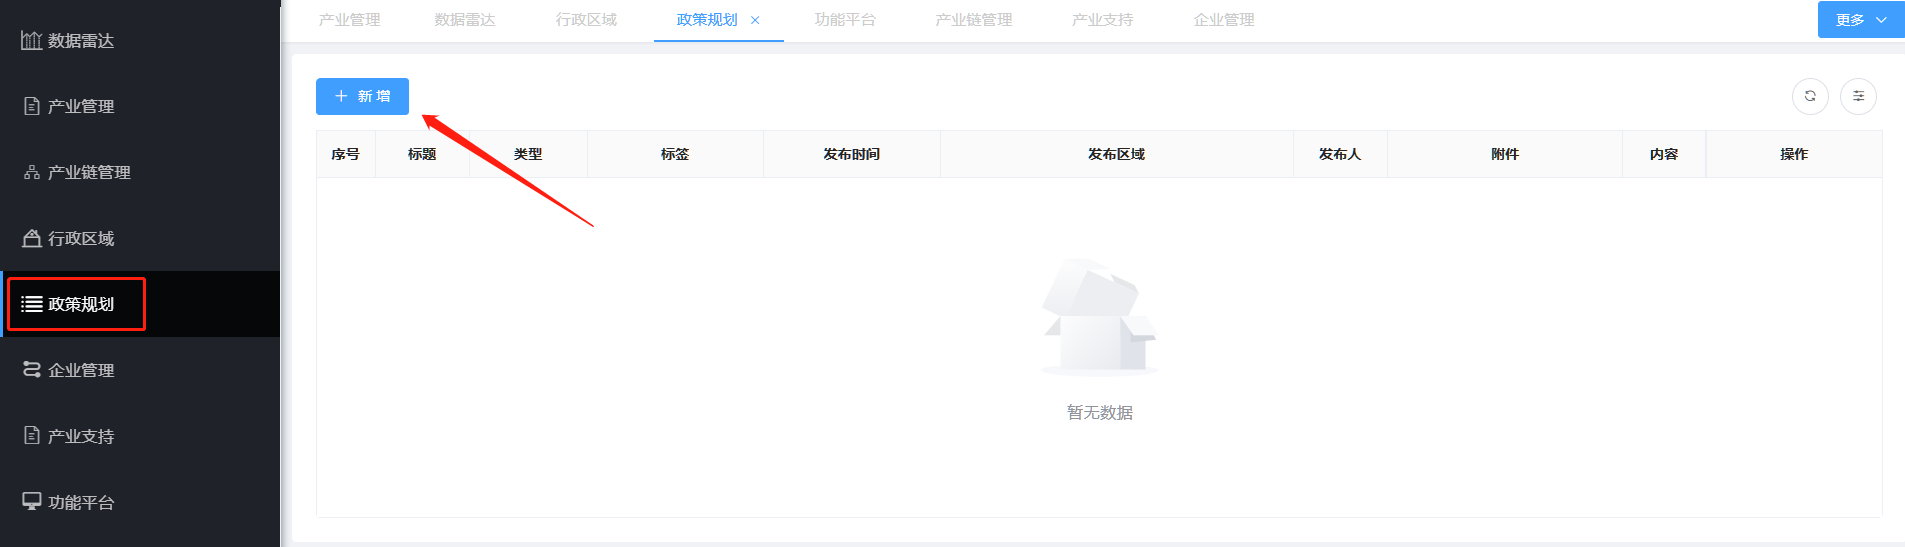 数据雷达
产业管理
产业链管理
行政区域
政策规划
企业管理
产业支持
功能平台
产业管理 数据雷达 行政区域 政策规划 功能平台 产业链管理 产业支持 企业管理 更多
新增
序号 标题 类型 标签 发布时间 发布区域 发布人 附件 内容 操作
暂无数据